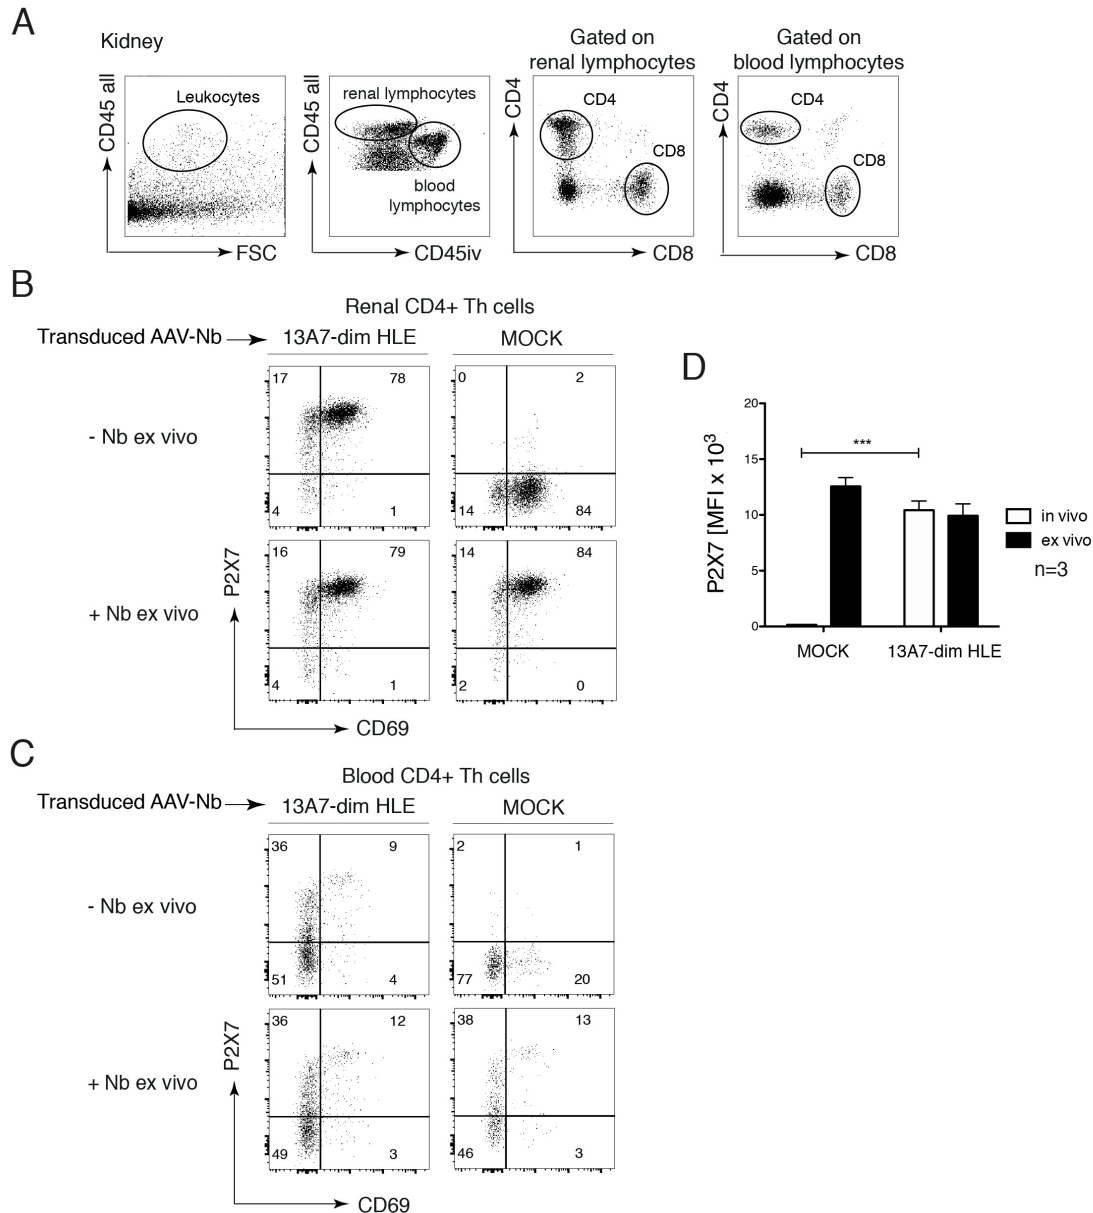 A
Kidney
CD45 all
Leukocytes
FSC
CD45 all
renal lymphocytes
blood
lymphocytes
CD45iv
Gated on
renal lymphocytes
CD4
CD4
CD8
CD8
Gated on
blood lymphocytes
CD4
CD4
CD8
CD8
B
Renal CD4+ Th cells
Transduced AAV-Nb
13A7-dim HLE
MOCK
- Nb ex vivo
17 78
4 1
0 2
14 84
+ Nb ex vivo
16 79
4 1
14 84
2 0
P2X7
CD69
C
Blood CD4+ Th cells
Transduced AAV-Nb
13A7-dim HLE
MOCK
- Nb ex vivo
36 9
51 4
2 1
77 20
+ Nb ex vivo
36 12
49 3
38 13
46 3
P2X7
CD69
D
P2X7 [MFI x 10³
20
15
10
5
0
***
MOCK
13A7-dim HLE
in vivo
ex vivo
n=3